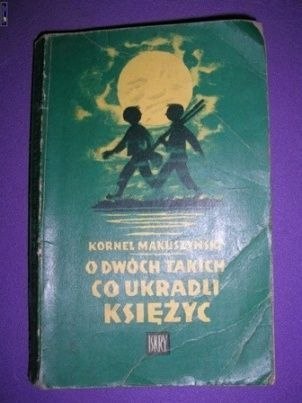 KORNEL MAKUSZYŃSKI
O DWÓCH TAKICH
CO UKRADLI
KSIĘŻYC
ISKRY